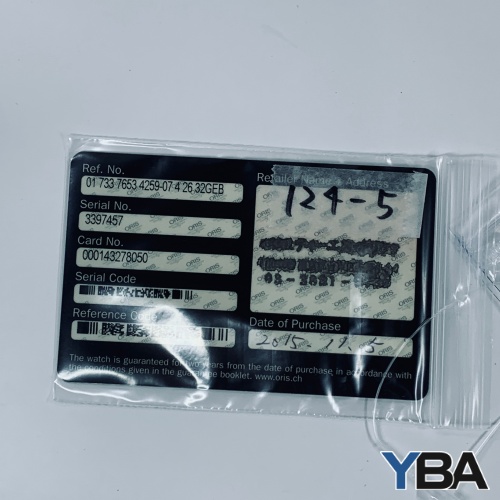 Ref. No.
01 733 7653 4259-07 4 26 32GEB
Serial No.
3397457
Card No.
000143278050
Serial Code
Reference Code
Retailer Name + Address
124-5
Date of Purchase
2015.
The watch is guaranteed for two years from the date of purchase in accordance with
the conditions given in the guarantee booklet. www.oris.ch
YBA